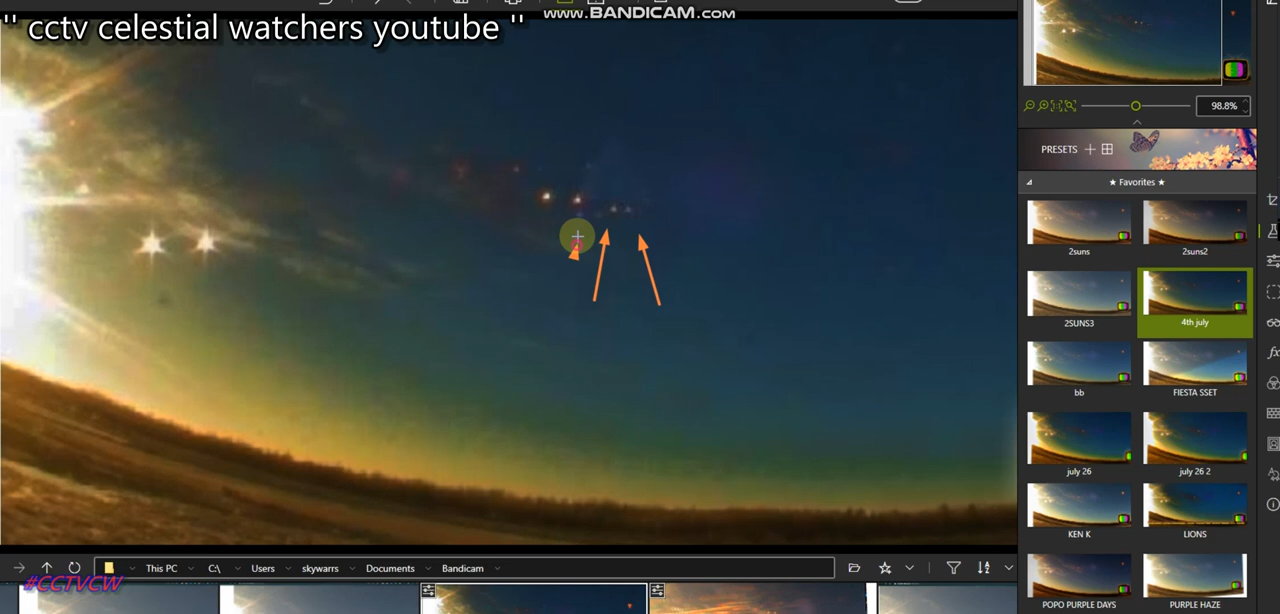 WWW.BANDICAM.COM
" cctv celestial watchers youtube "
98.8%
PRESETS
★ Favorites ★
2suns
2suns2
2SUNS3
4th july
bb
FIESTA SSET
july 26
july 26 2
KEN K
LIONS
POPO PURPLE DAYS
PURPLE HAZE
This PC
C:\
Users
skywarrs
Documents
Bandicam
#CCTVCW